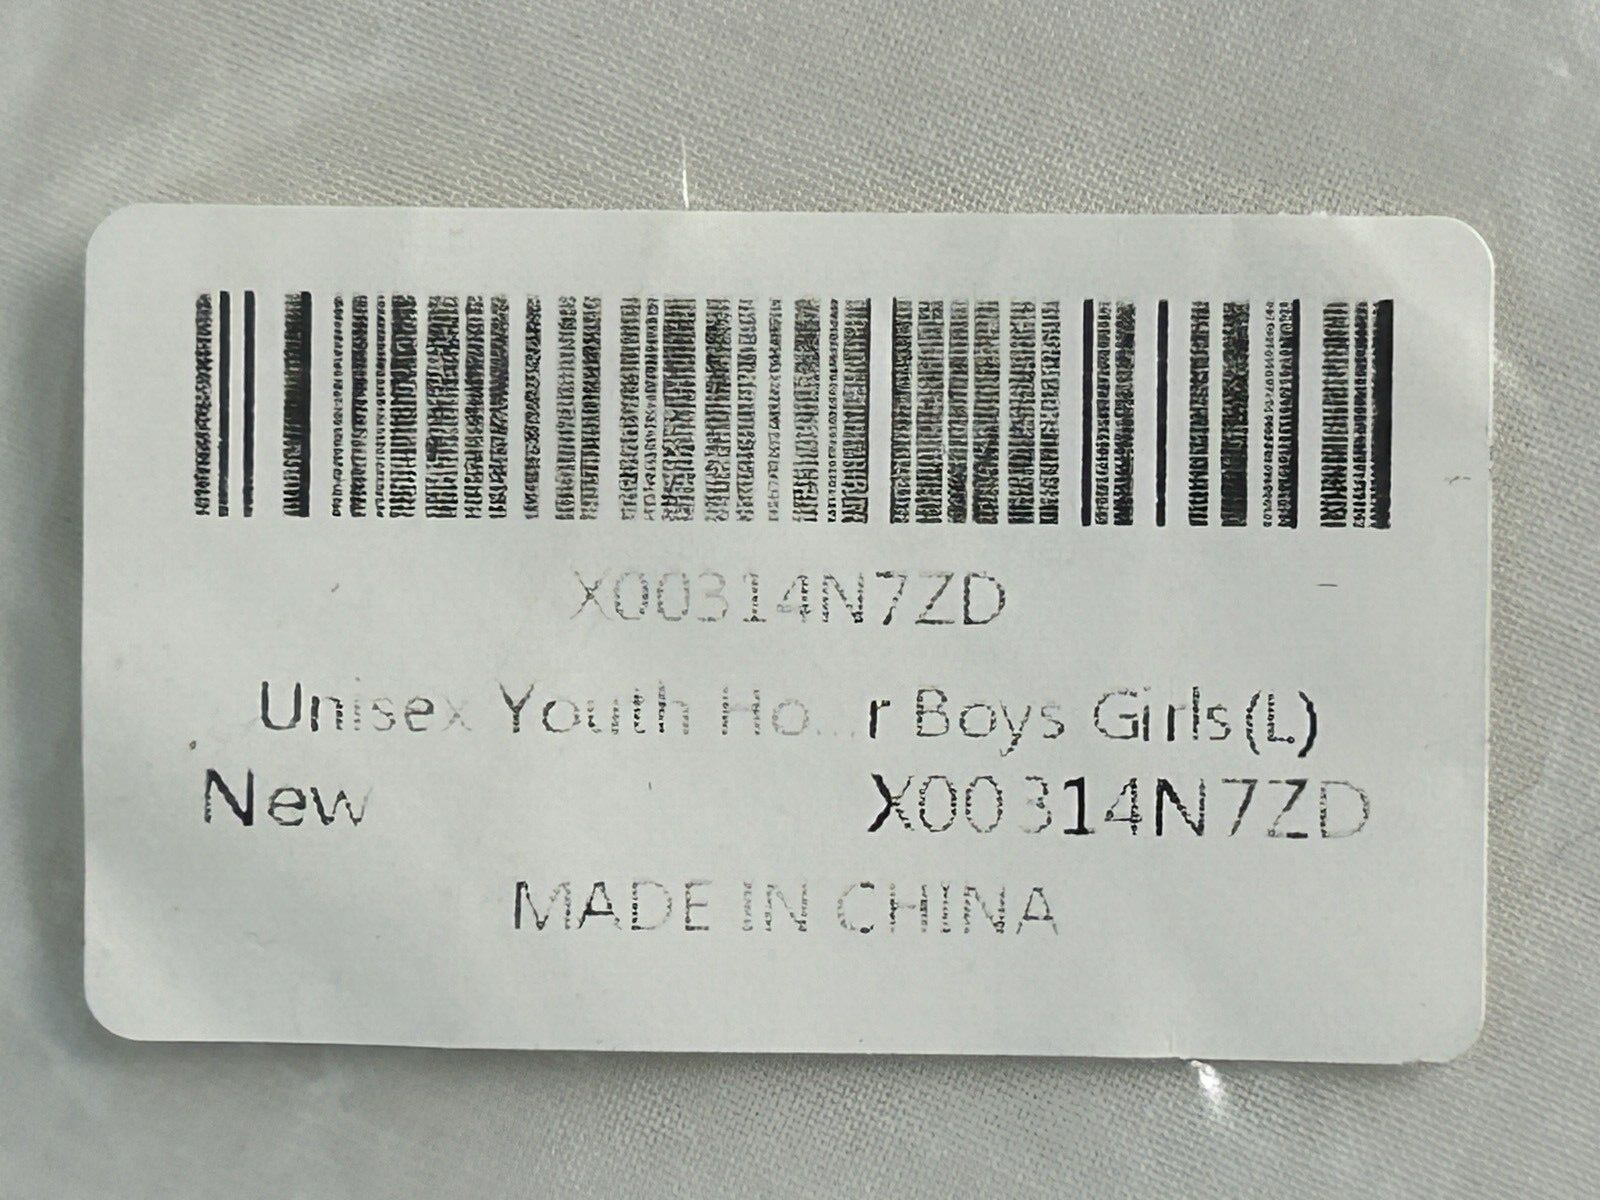 X00314N7ZD
Unisex Youth Ho...r Boys Girls(L)
New X00314N7ZD
MADE IN CHINA